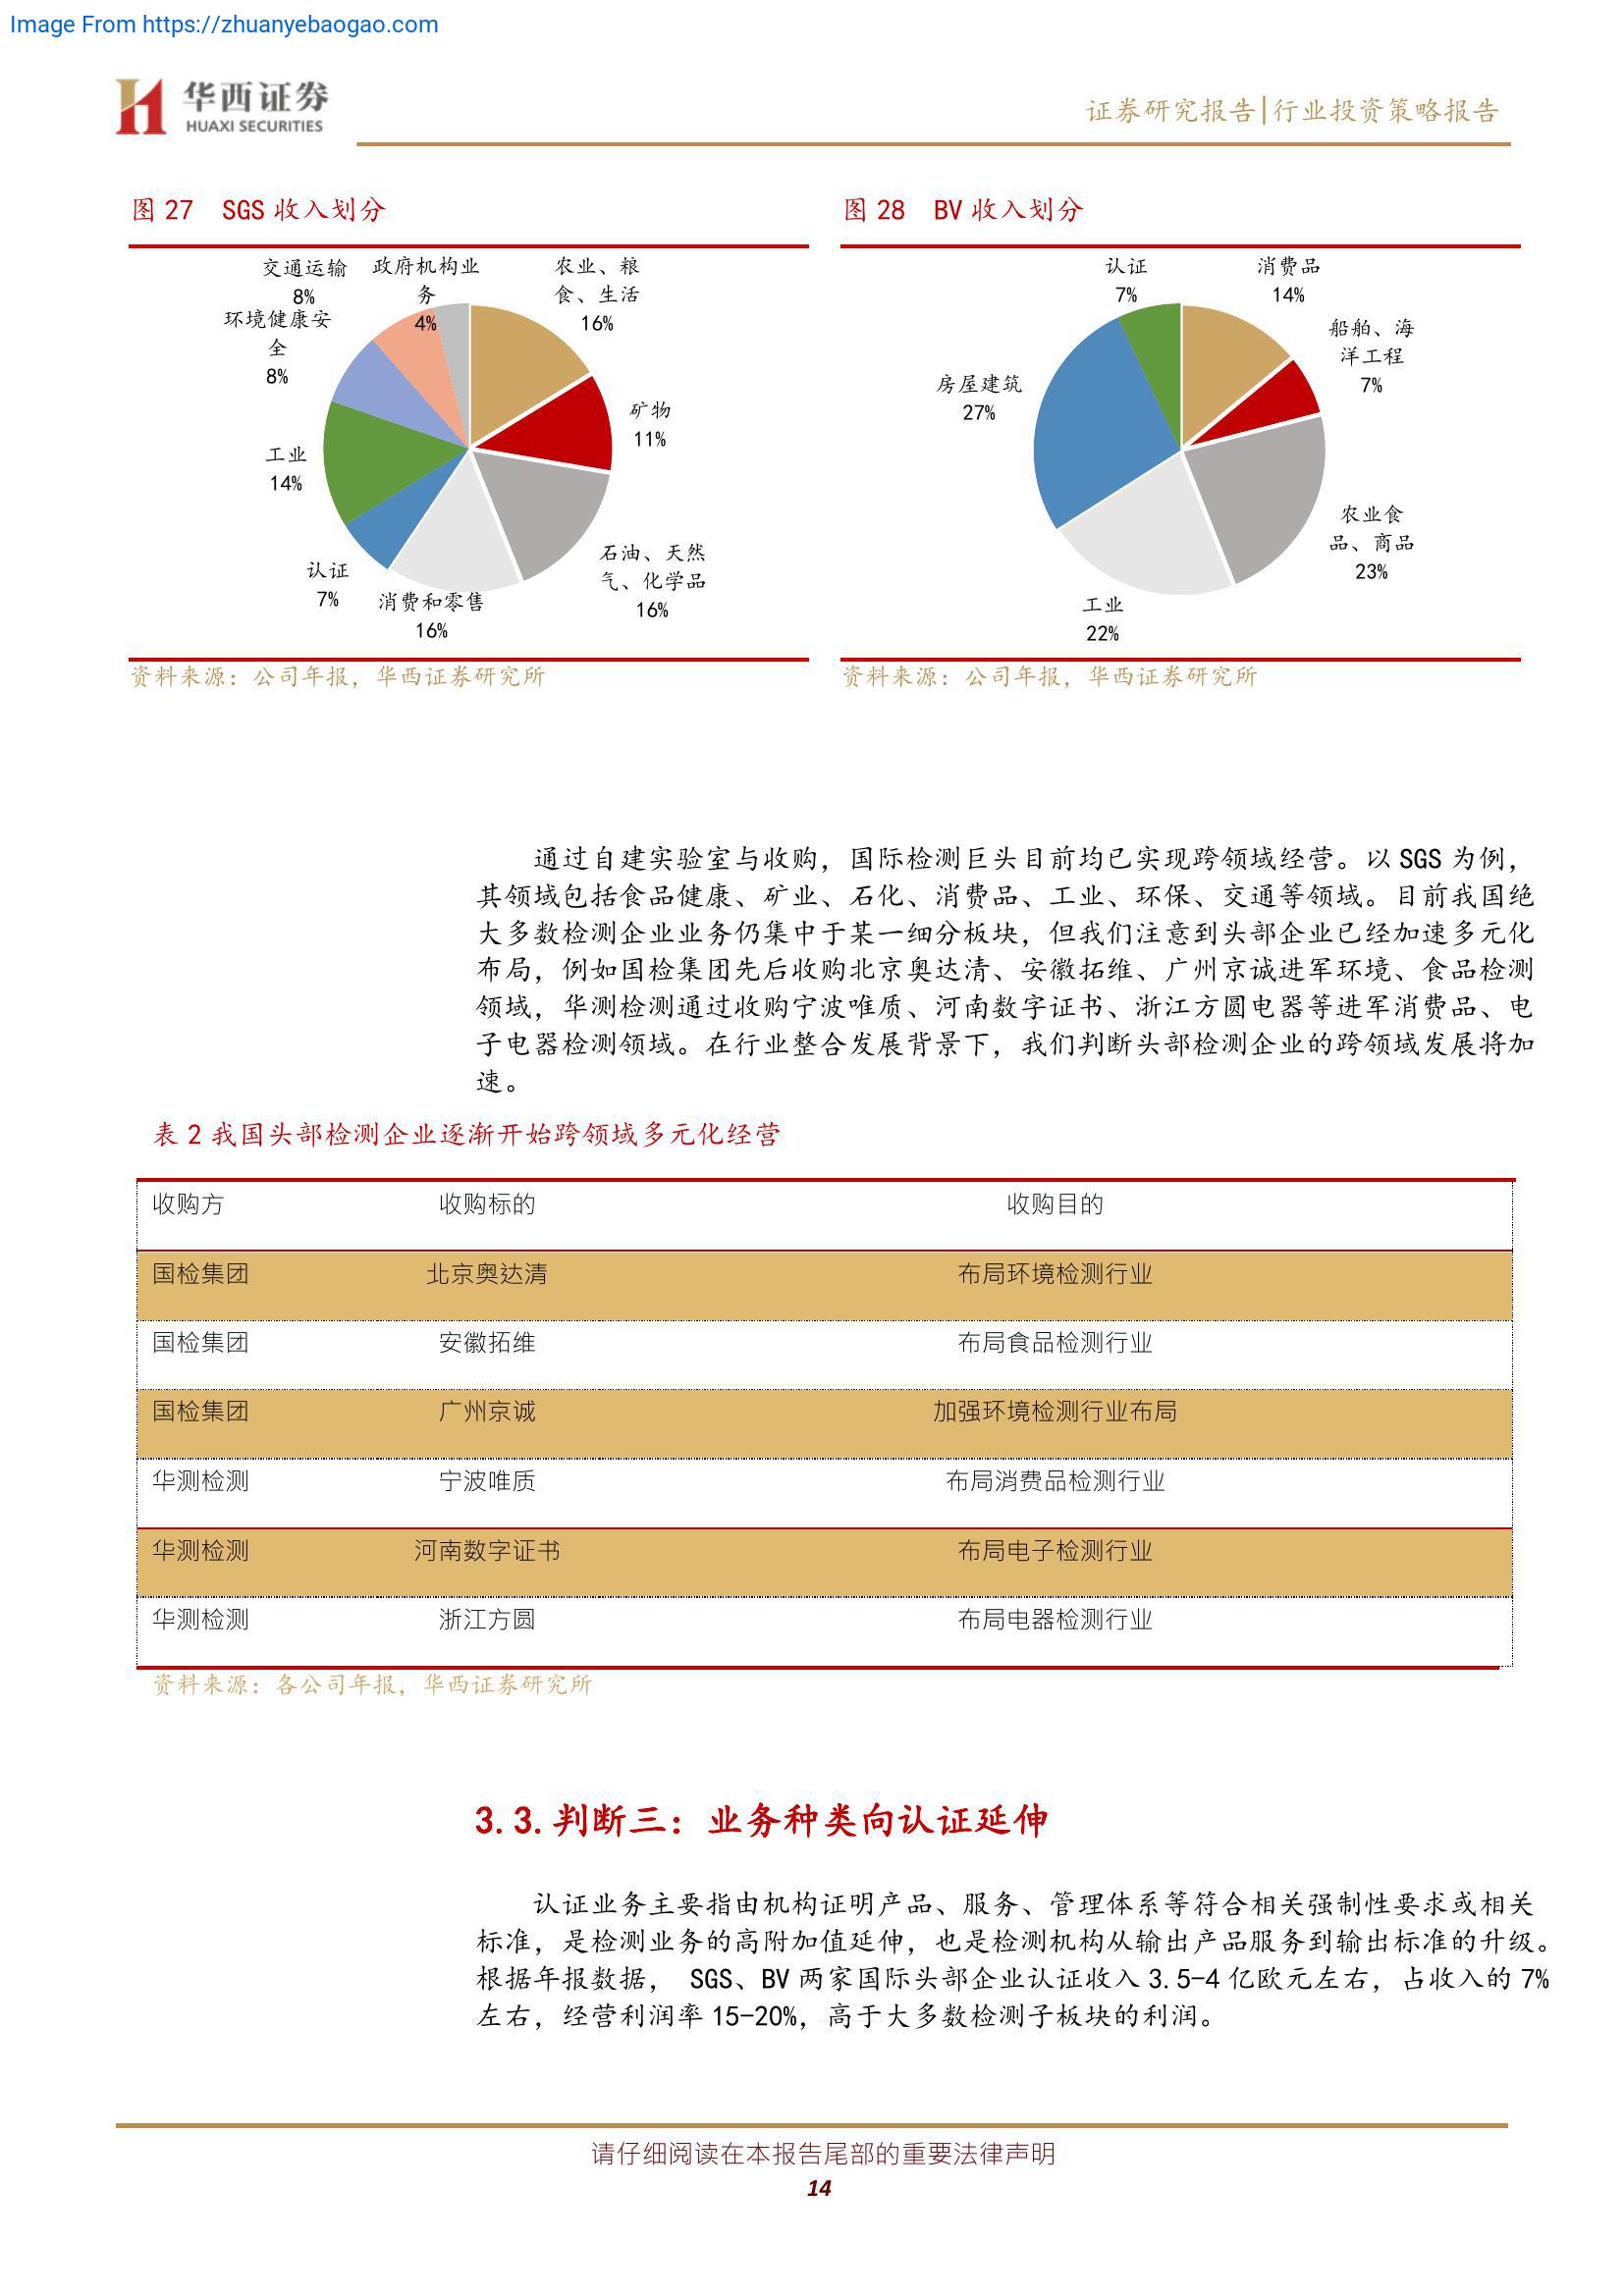 Image From https://zhuanyebaogao.com
华西证券
HUAXI SECURITIES
证券研究报告|行业投资策略报告
图 27 SGS 收入划分
交通运输
8%
政府机构业
务
4%
农业、粮
食、生活
16%
环境健康安
全
8%
矿物
11%
工业
14%
石油、天然
气、化学品
16%
认证
7%
消费和零售
16%
资料来源：公司年报，华西证券研究所
图 28 BV 收入划分
认证
7%
消费品
14%
船舶、海
洋工程
7%
房屋建筑
27%
农业食
品、商品
23%
工业
22%
资料来源：公司年报，华西证券研究所
通过自建实验室与收购，国际检测巨头目前均已实现跨领域经营。以 SGS 为例，
其领域包括食品健康、矿业、石化、消费品、工业、环保、交通等领域。目前我国绝
大多数检测企业业务仍集中于某一细分板块，但我们注意到头部企业已经加速多元化
布局，例如国检集团先后收购北京奥达清、安徽拓维、广州京诚进军环境、食品检测
领域，华测检测通过收购宁波唯质、河南数字证书、浙江方圆电器等进军消费品、电
子电器检测领域。在行业整合发展背景下，我们判断头部检测企业的跨领域发展将加
速。
表 2 我国头部检测企业逐渐开始跨领域多元化经营
收购方 收购标的 收购目的
国检集团 北京奥达清 布局环境检测行业
国检集团 安徽拓维 布局食品检测行业
国检集团 广州京诚 加强环境检测行业布局
华测检测 宁波唯质 布局消费品检测行业
华测检测 河南数字证书 布局电子检测行业
华测检测 浙江方圆 布局电器检测行业
资料来源：各公司年报，华西证券研究所
3.3.判断三：业务种类向认证延伸
认证业务主要指由机构证明产品、服务、管理体系等符合相关强制性要求或相关
标准，是检测业务的高附加值延伸，也是检测机构从输出产品服务到输出标准的升级。
根据年报数据， SGS、BV 两家国际头部企业认证收入 3.5-4 亿欧元左右，占收入的 7%
左右，经营利润率 15-20%，高于大多数检测子板块的利润。
请仔细阅读在本报告尾部的重要法律声明
14